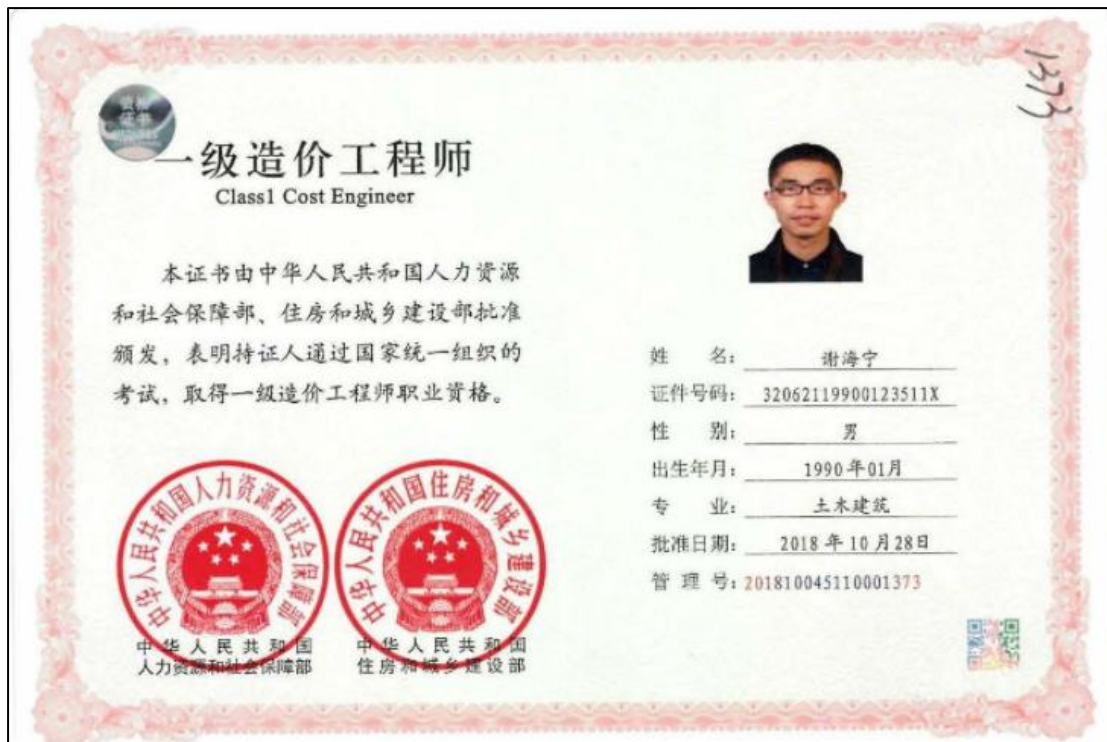 1373
资格
证书
一级造价工程师
Class1 Cost Engineer
本证书由中华人民共和国人力资源
和社会保障部、住房和城乡建设部批准
颁发，表明持证人通过国家统一组织的
考试，取得一级造价工程师职业资格。
中华人民共和国人力资源和社会保障部
中华人民共和国
人力资源和社会保障部
中华人民共和国住房和城乡建设部
中华人民共和国
住房和城乡建设部
姓 名： 谢海宁
证件号码： 32062119900123511X
性 别： 男
出生年月： 1990年01月
专 业： 土木建筑
批准日期： 2018年10月28日
管 理 号：201810045110001373